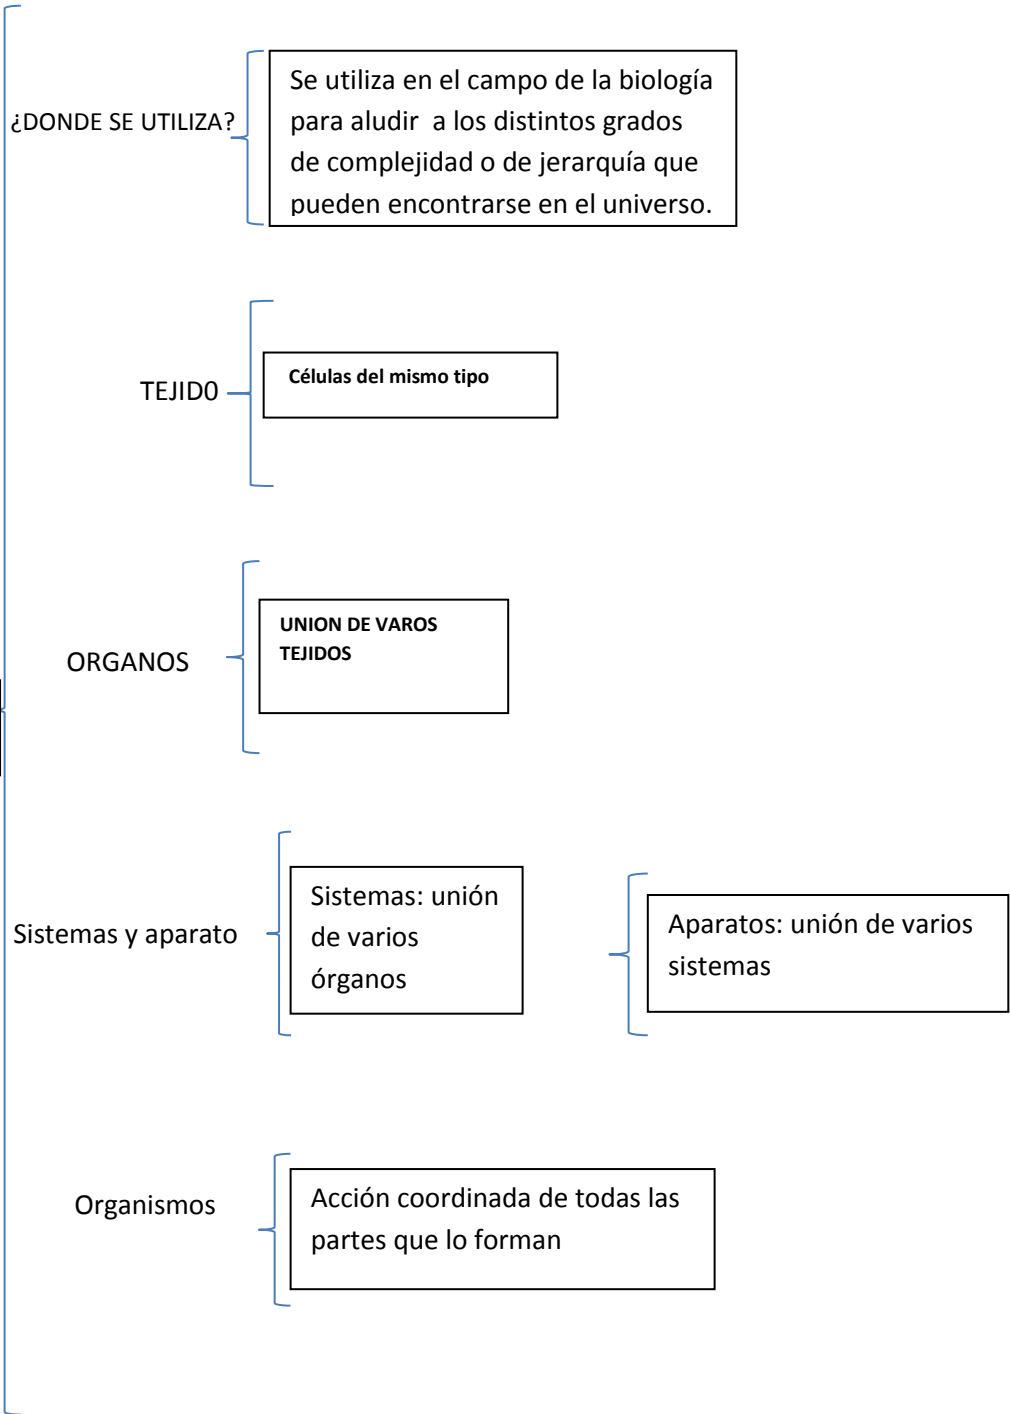 ¿DONDE SE UTILIZA?
Se utiliza en el campo de la biología
para aludir  a los distintos grados
de complejidad o de jerarquía que
pueden encontrarse en el universo.
TEJID0
Células del mismo tipo
ORGANOS
UNION DE VAROS
TEJIDOS
Sistemas y aparato
Sistemas: unión
de varios
órganos
Aparatos: unión de varios
sistemas
Organismos
Acción coordinada de todas las
partes que lo forman